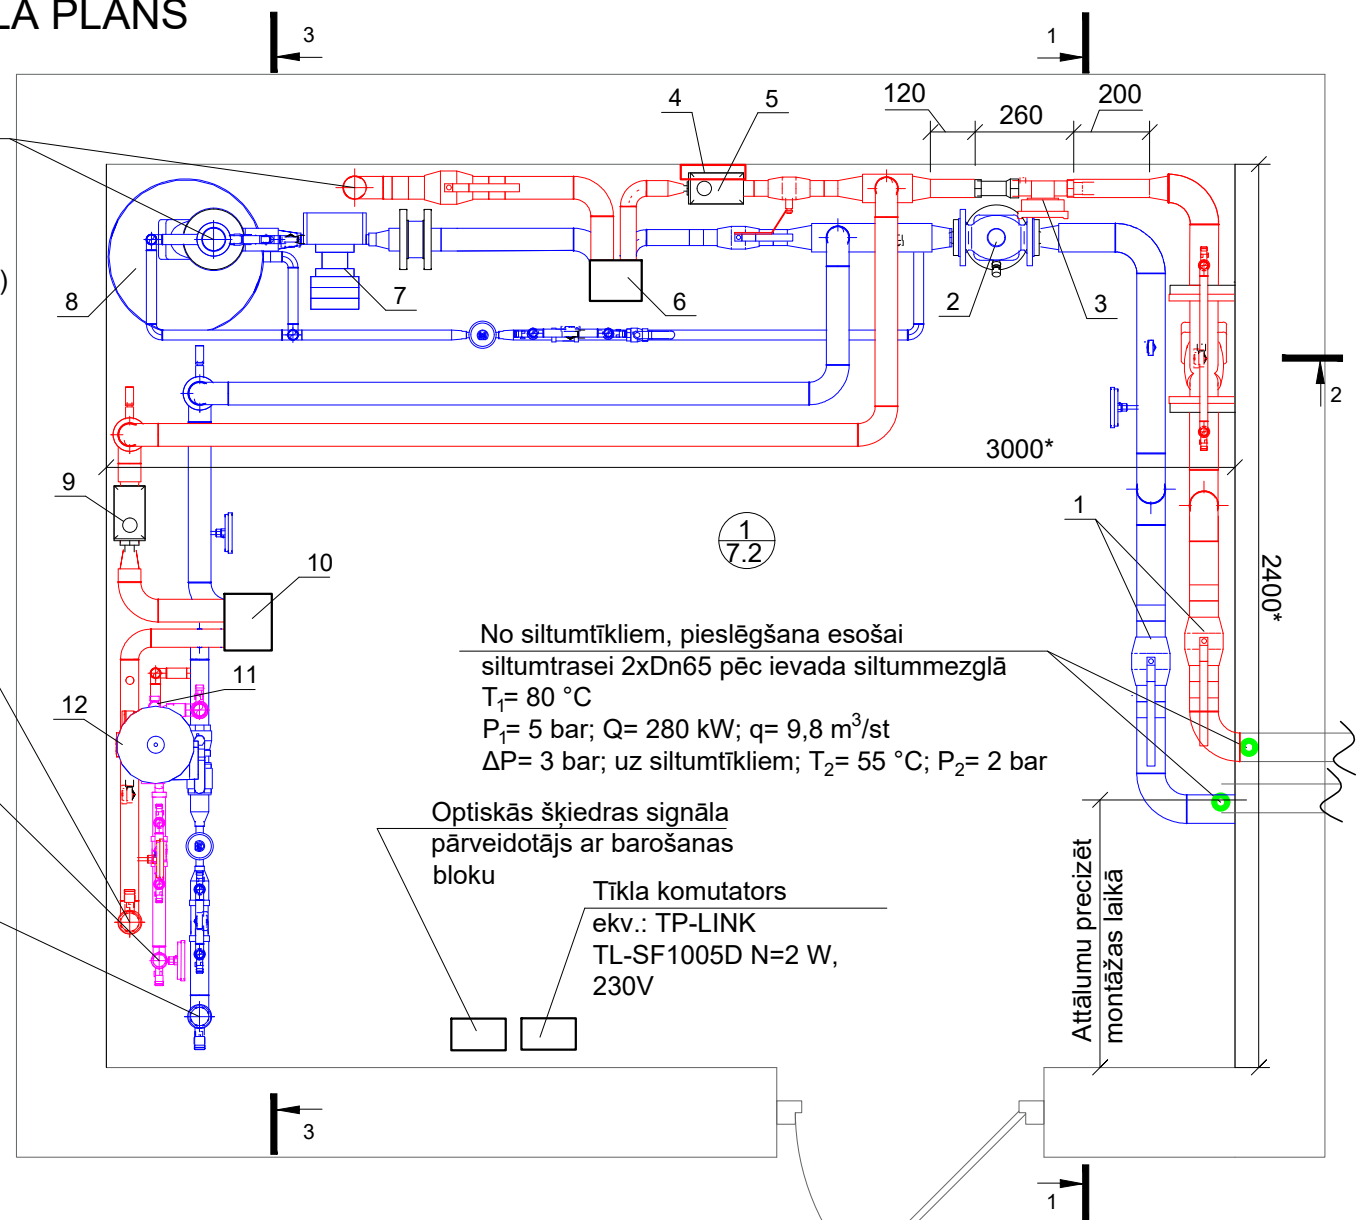 LA PLĀNS
3
1
4
5
120
260
200
)
8
7
6
2
3
2
3000*
9
1
1
7.2
10
2400*
No siltumtīkliem, pieslēgšana esošai
siltumtrasei 2xDn65 pēc ievada siltummezglā
T₁= 80 °C
P₁= 5 bar; Q= 280 kW; q= 9,8 m³/st
ΔP= 3 bar; uz siltumtīkliem; T₂= 55 °C; P₂= 2 bar
11
12
Optiskās šķiedras signāla
pārveidotājs ar barošanas
bloku
Tīkla komutators
ekv.: TP-LINK
TL-SF1005D N=2 W,
230V
Attālumu precizēt
montāžas laikā
3
1